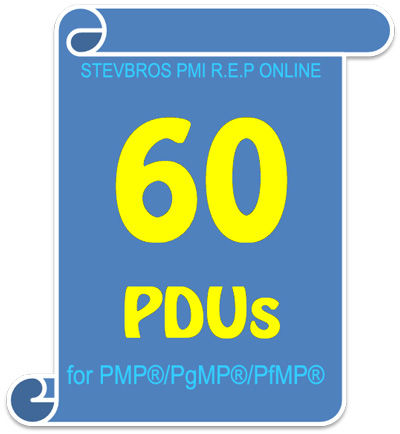 STEVBROS PMI R.E.P ONLINE
60
PDUs
for PMP®/PgMP®/PfMP®